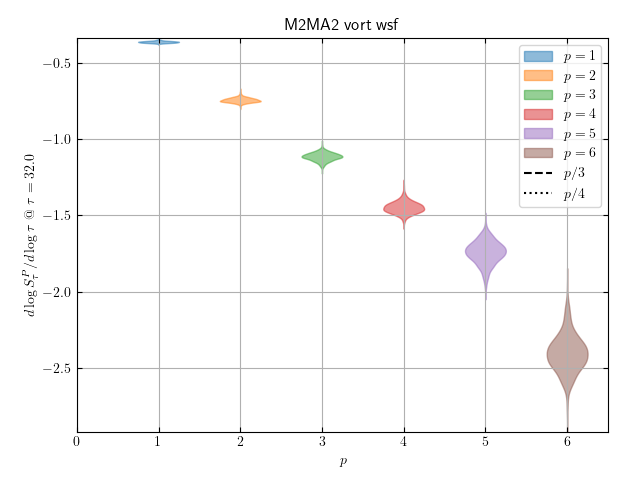 M2MA2 vort wsf
d log S_τ^P / d log τ @ τ = 32.0
−0.5
−1.0
−1.5
−2.0
−2.5
0 1 2 3 4 5 6
p
p = 1
p = 2
p = 3
p = 4
p = 5
p = 6
p/3
p/4